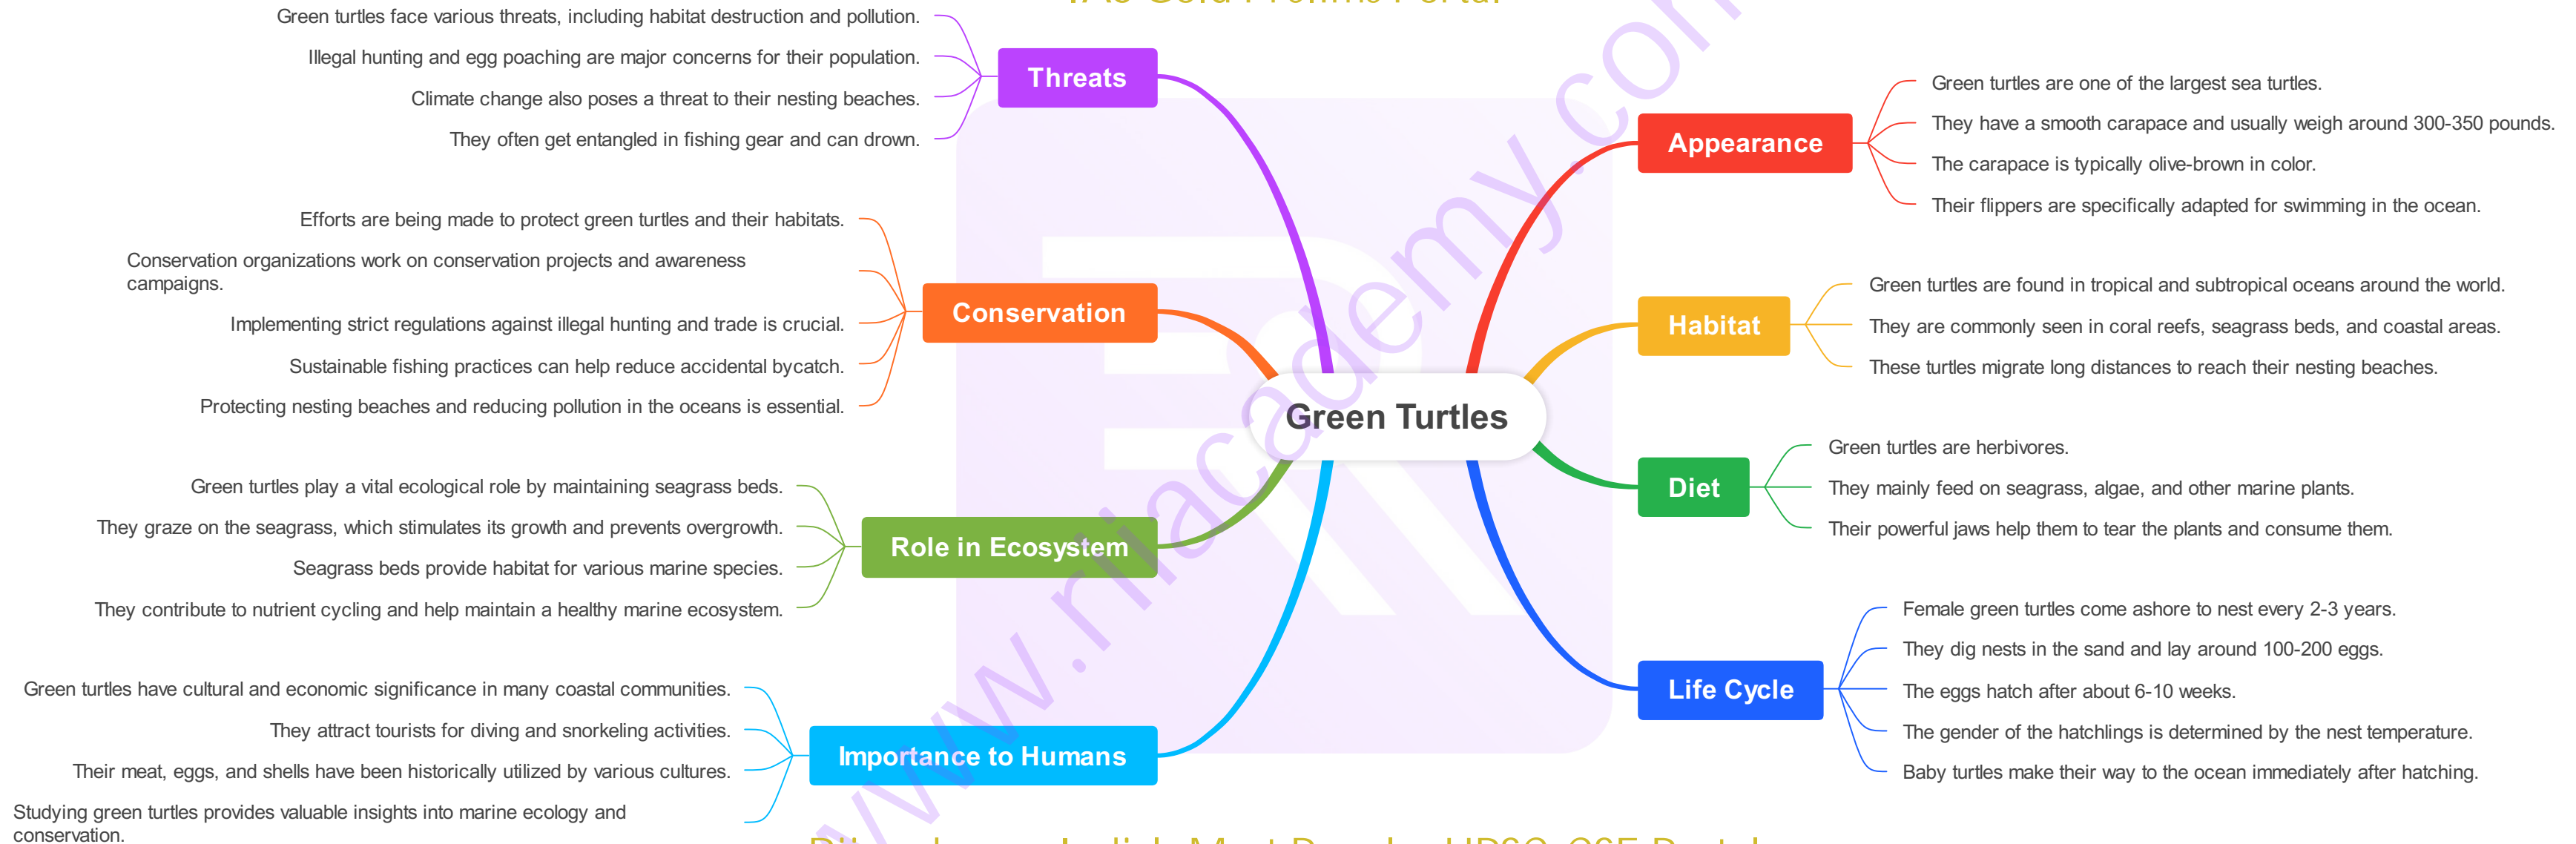 Green Turtles
Threats
Green turtles face various threats, including habitat destruction and pollution.
Illegal hunting and egg poaching are major concerns for their population.
Climate change also poses a threat to their nesting beaches.
They often get entangled in fishing gear and can drown.
Conservation
Efforts are being made to protect green turtles and their habitats.
Conservation organizations work on conservation projects and awareness
campaigns.
Implementing strict regulations against illegal hunting and trade is crucial.
Sustainable fishing practices can help reduce accidental bycatch.
Protecting nesting beaches and reducing pollution in the oceans is essential.
Role in Ecosystem
Green turtles play a vital ecological role by maintaining seagrass beds.
They graze on the seagrass, which stimulates its growth and prevents overgrowth.
Seagrass beds provide habitat for various marine species.
They contribute to nutrient cycling and help maintain a healthy marine ecosystem.
Importance to Humans
Green turtles have cultural and economic significance in many coastal communities.
They attract tourists for diving and snorkeling activities.
Their meat, eggs, and shells have been historically utilized by various cultures.
Studying green turtles provides valuable insights into marine ecology and
conservation.
Appearance
Green turtles are one of the largest sea turtles.
They have a smooth carapace and usually weigh around 300-350 pounds.
The carapace is typically olive-brown in color.
Their flippers are specifically adapted for swimming in the ocean.
Habitat
Green turtles are found in tropical and subtropical oceans around the world.
They are commonly seen in coral reefs, seagrass beds, and coastal areas.
These turtles migrate long distances to reach their nesting beaches.
Diet
Green turtles are herbivores.
They mainly feed on seagrass, algae, and other marine plants.
Their powerful jaws help them to tear the plants and consume them.
Life Cycle
Female green turtles come ashore to nest every 2-3 years.
They dig nests in the sand and lay around 100-200 eggs.
The eggs hatch after about 6-10 weeks.
The gender of the hatchlings is determined by the nest temperature.
Baby turtles make their way to the ocean immediately after hatching.